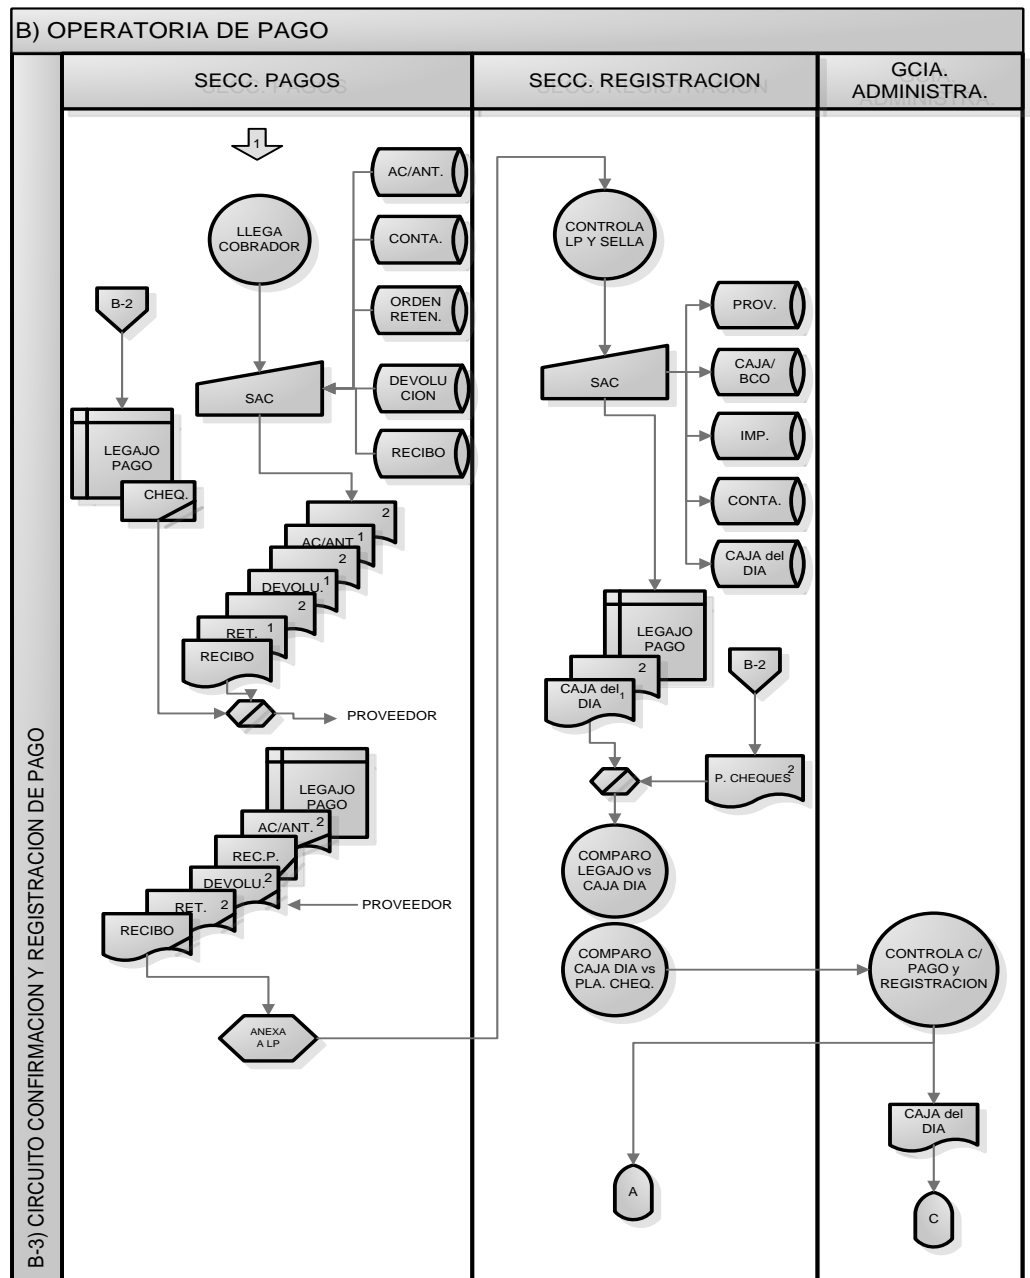 B) OPERATORIA DE PAGO
B-3) CIRCUITO CONFIRMACION Y REGISTRACION DE PAGO
SECC. PAGOS
SECC. REGISTRACION
GCIA.
ADMINISTRA.
1
LLEGA
COBRADOR
AC/ANT.
CONTA.
ORDEN
RETEN.
DEVOLU
CION
RECIBO
B-2
SAC
LEGAJO
PAGO
CHEQ.
2
AC/ANT 1
2
DEVOLU. 1
2
RET. 1
RECIBO
PROVEEDOR
LEGAJO
PAGO
AC/ANT. 2
REC.P.
DEVOLU. 2
RET. 2
RECIBO
PROVEEDOR
ANEXA
A LP
CONTROLA
LP Y SELLA
SAC
PROV.
CAJA/
BCO
IMP.
CONTA.
CAJA del
DIA
LEGAJO
PAGO
2
CAJA del 1
DIA
B-2
P. CHEQUES 2
COMPARO
LEGAJO vs
CAJA DIA
COMPARO
CAJA DIA vs
PLA. CHEQ.
A
CONTROLA C/
PAGO y
REGISTRACION
CAJA del
DIA
C